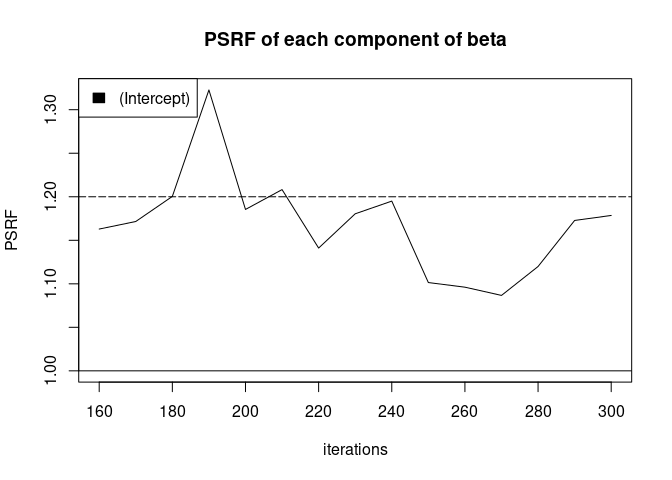 PSRF of each component of beta
(Intercept)
PSRF
1.30
1.20
1.10
1.00
160 180 200 220 240 260 280 300
iterations